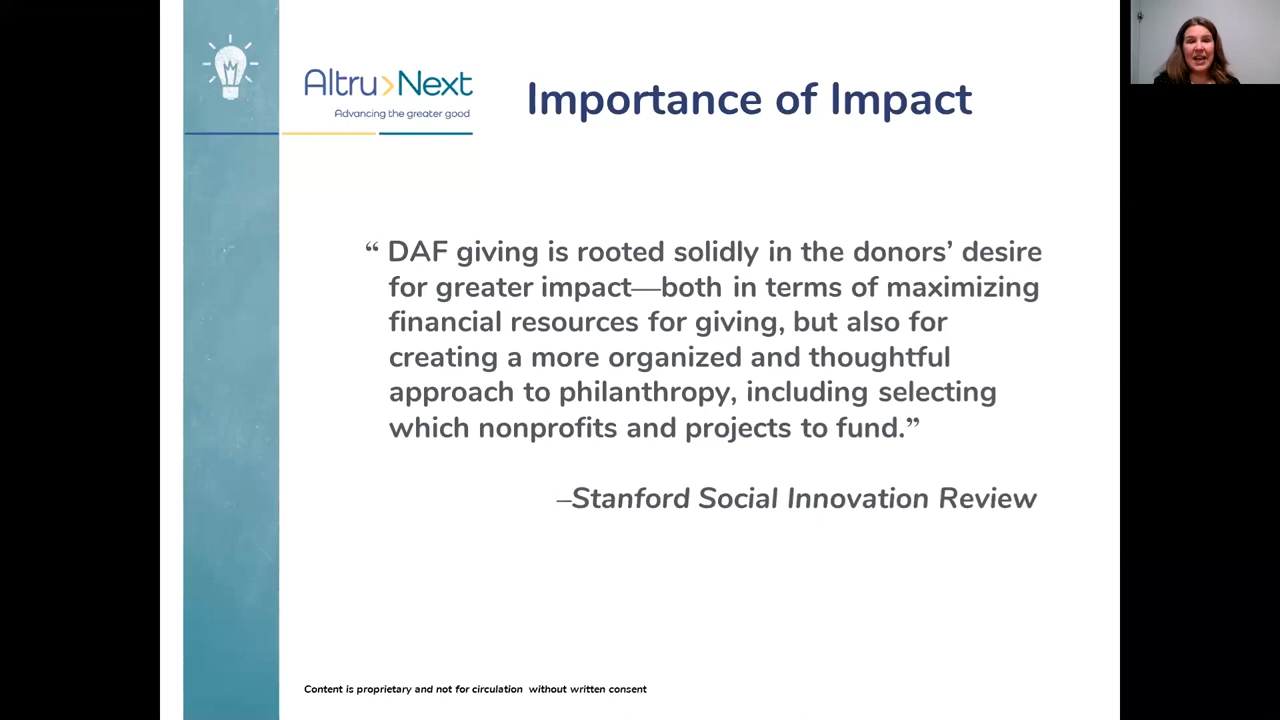 Altru>Next
Advancing the greater good
Importance of Impact
“ DAF giving is rooted solidly in the donors’ desire
for greater impact—both in terms of maximizing
financial resources for giving, but also for
creating a more organized and thoughtful
approach to philanthropy, including selecting
which nonprofits and projects to fund.”
–Stanford Social Innovation Review
Content is proprietary and not for circulation without written consent